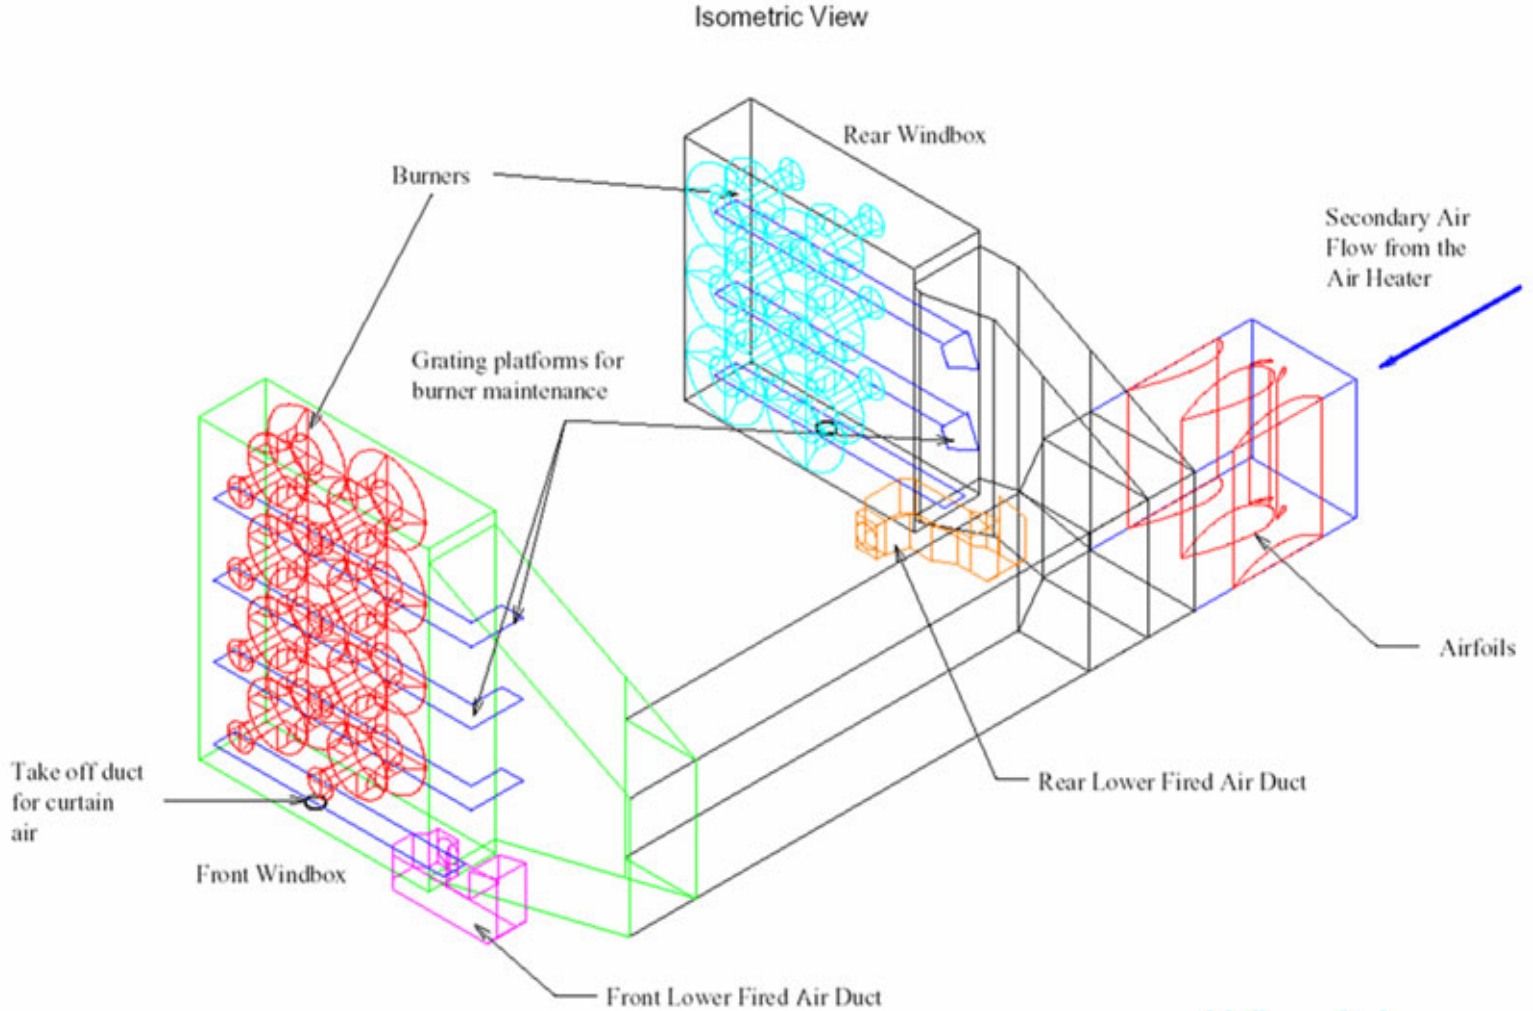 Isometric View
Rear Windbox
Burners
Secondary Air
Flow from the
Air Heater
Grating platforms for
burner maintenance
Airfoils
Take off duct
for curtain
air
Rear Lower Fired Air Duct
Front Windbox
Front Lower Fired Air Duct